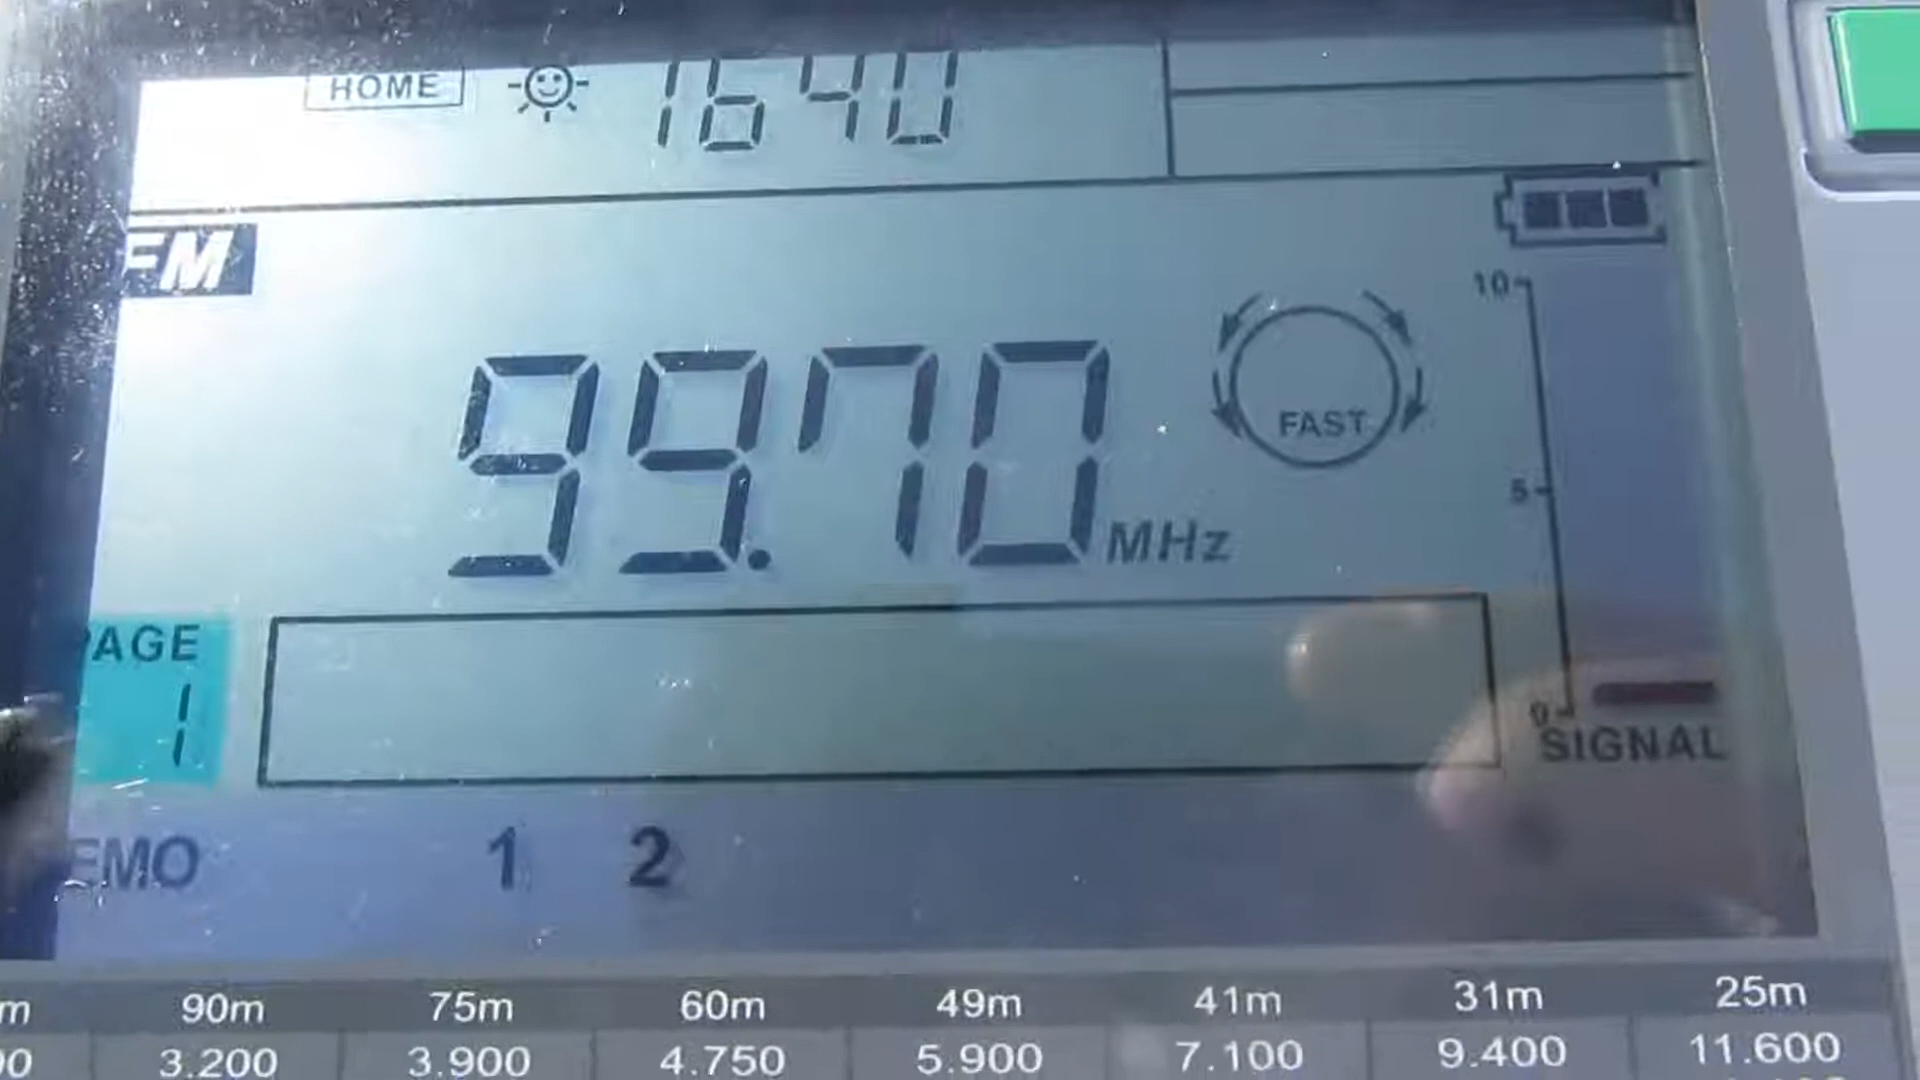 HOME 1640
FM
99.70 MHz
FAST
10
5
0
SIGNAL
PAGE
1
EMO 1 2
m 90m 75m 60m 49m 41m 31m 25m
00 3.200 3.900 4.750 5.900 7.100 9.400 11.600